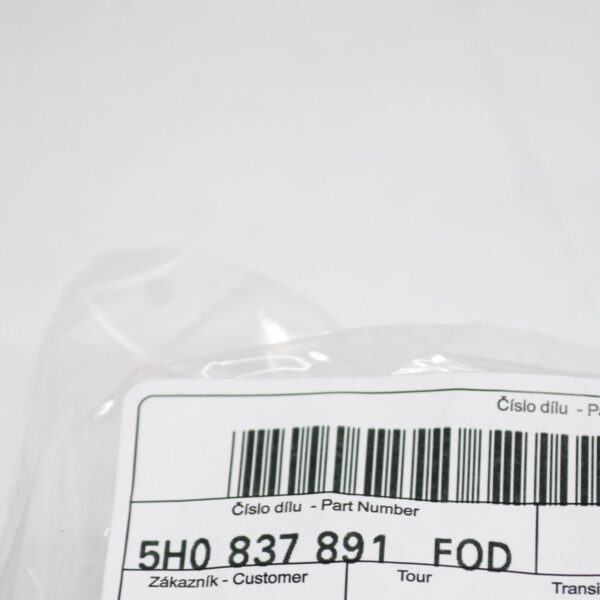 Číslo dílu - P
Číslo dílu - Part Number
5H0 837 891 FOD
Zákazník - Customer
Tour
Transi